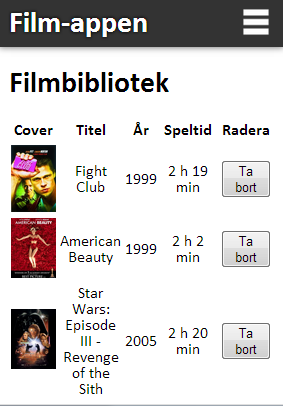 Film-appen
Filmbibliotek
Cover Titel År Speltid Radera
Fight
Club
1999
2 h 19
min
Ta
bort
AMERICAN BEAUTY
American
Beauty
1999
2 h 2
min
Ta
bort
Star
Wars:
Episode
III -
Revenge
of the
Sith
2005
2 h 20
min
Ta
bort